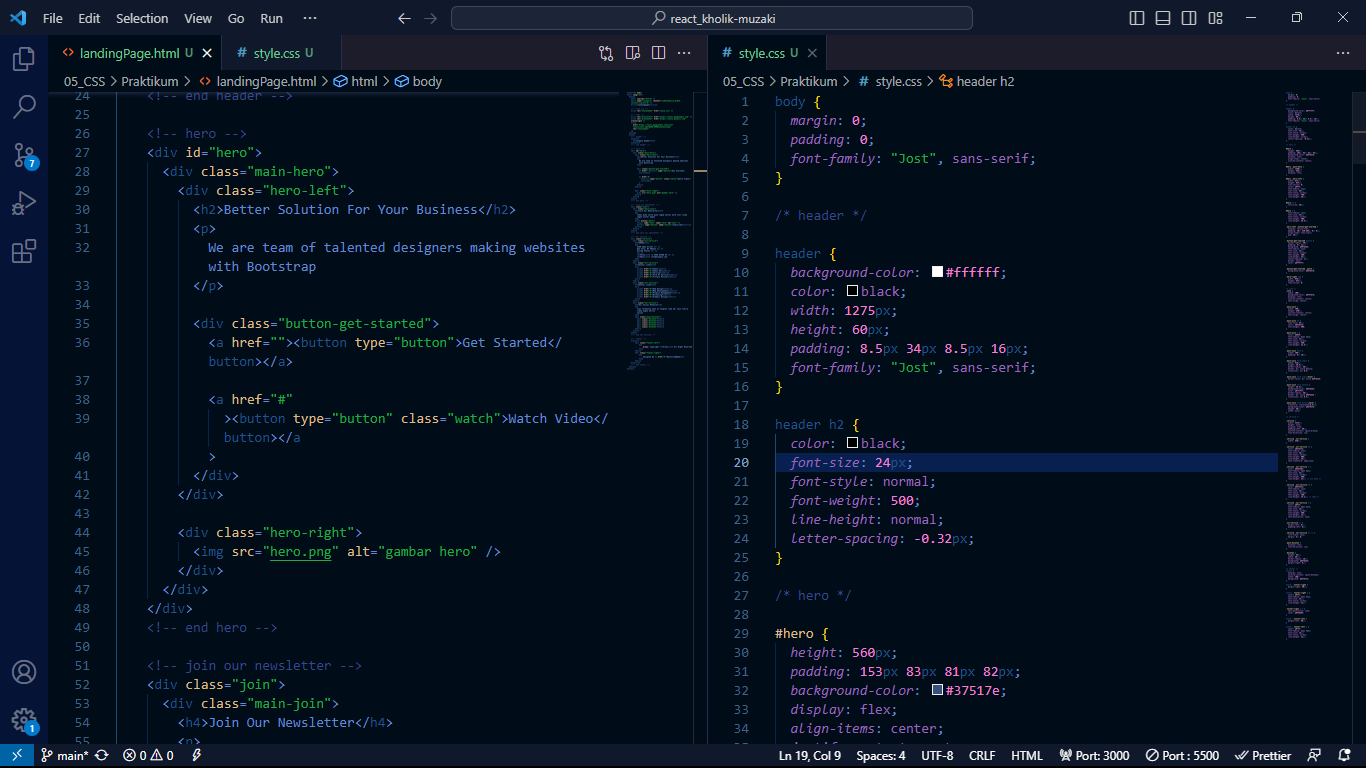 File Edit Selection View Go Run ··· ← → react_kholik-muzaki
landingPage.html U × # style.css U
# style.css U ×
05_CSS > Praktikum > landingPage.html > html > body
05_CSS > Praktikum > # style.css > header h2
24 <!-- end header -->
25
26 <!-- hero -->
27 <div id="hero">
28 <div class="main-hero">
29 <div class="hero-left">
30 <h2>Better Solution For Your Business</h2>
31 <p>
32 We are team of talented designers making websites
with Bootstrap
33 </p>
34
35 <div class="button-get-started">
36 <a href=""><button type="button">Get Started</
button></a>
37
38 <a href="#"
39 ><button type="button" class="watch">Watch Video</
button></a
40 >
41 </div>
42 </div>
43
44 <div class="hero-right">
45 <img src="hero.png" alt="gambar hero" />
46 </div>
47 </div>
48 </div>
49 <!-- end hero -->
50
51 <!-- join our newsletter -->
52 <div class="join">
53 <div class="main-join">
54 <h4>Join Our Newsletter</h4>
55 <p>
1 body {
2 margin: 0;
3 padding: 0;
4 font-family: "Jost", sans-serif;
5 }
6
7 /* header */
8
9 header {
10 background-color: #ffffff;
11 color: black;
12 width: 1275px;
13 height: 60px;
14 padding: 8.5px 34px 8.5px 16px;
15 font-family: "Jost", sans-serif;
16 }
17
18 header h2 {
19 color: black;
20 font-size: 24px;
21 font-style: normal;
22 font-weight: 500;
23 line-height: normal;
24 letter-spacing: -0.32px;
25 }
26
27 /* hero */
28
29 #hero {
30 height: 560px;
31 padding: 153px 83px 81px 82px;
32 background-color: #37517e;
33 display: flex;
34 align-items: center;
7
1
main* 0 0 Ln 19, Col 9 Spaces: 4 UTF-8 CRLF HTML Port: 3000 Port : 5500 Prettier